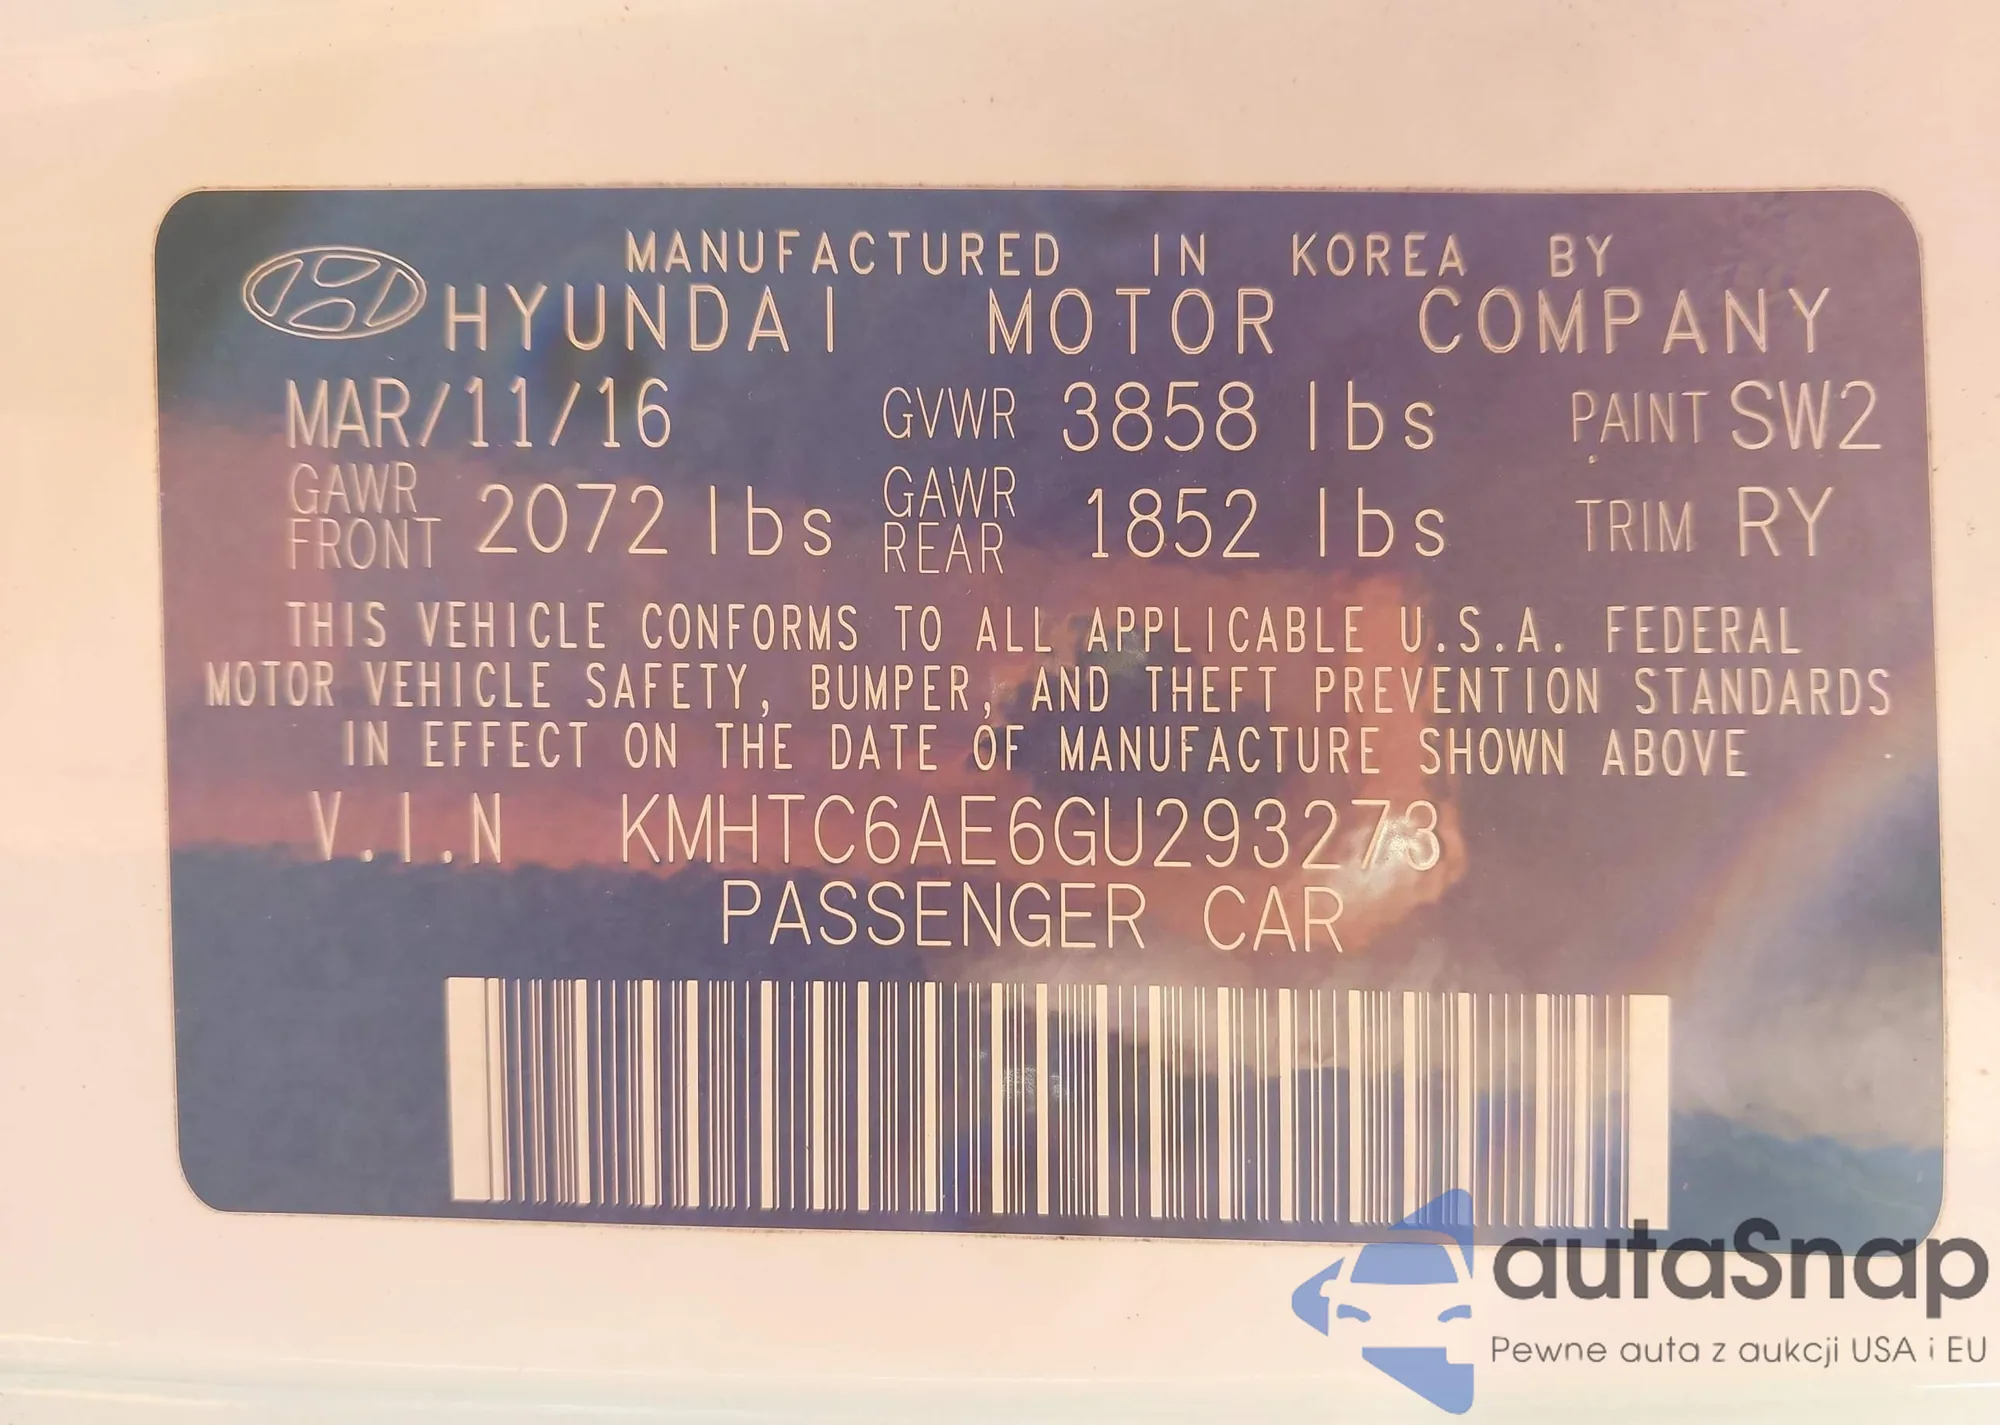 MANUFACTURED IN KOREA BY
HYUNDAI MOTOR COMPANY
MAR/11/16 GVWR 3858 lbs PAINT SW2
GAWR FRONT 2072 lbs GAWR REAR 1852 lbs TRIM RY
THIS VEHICLE CONFORMS TO ALL APPLICABLE U.S.A. FEDERAL
MOTOR VEHICLE SAFETY, BUMPER, AND THEFT PREVENTION STANDARDS
IN EFFECT ON THE DATE OF MANUFACTURE SHOWN ABOVE
V.I.N KMHTC6AE6GU293273
PASSENGER CAR
autaSnap
Pewne auta z aukcji USA i EU